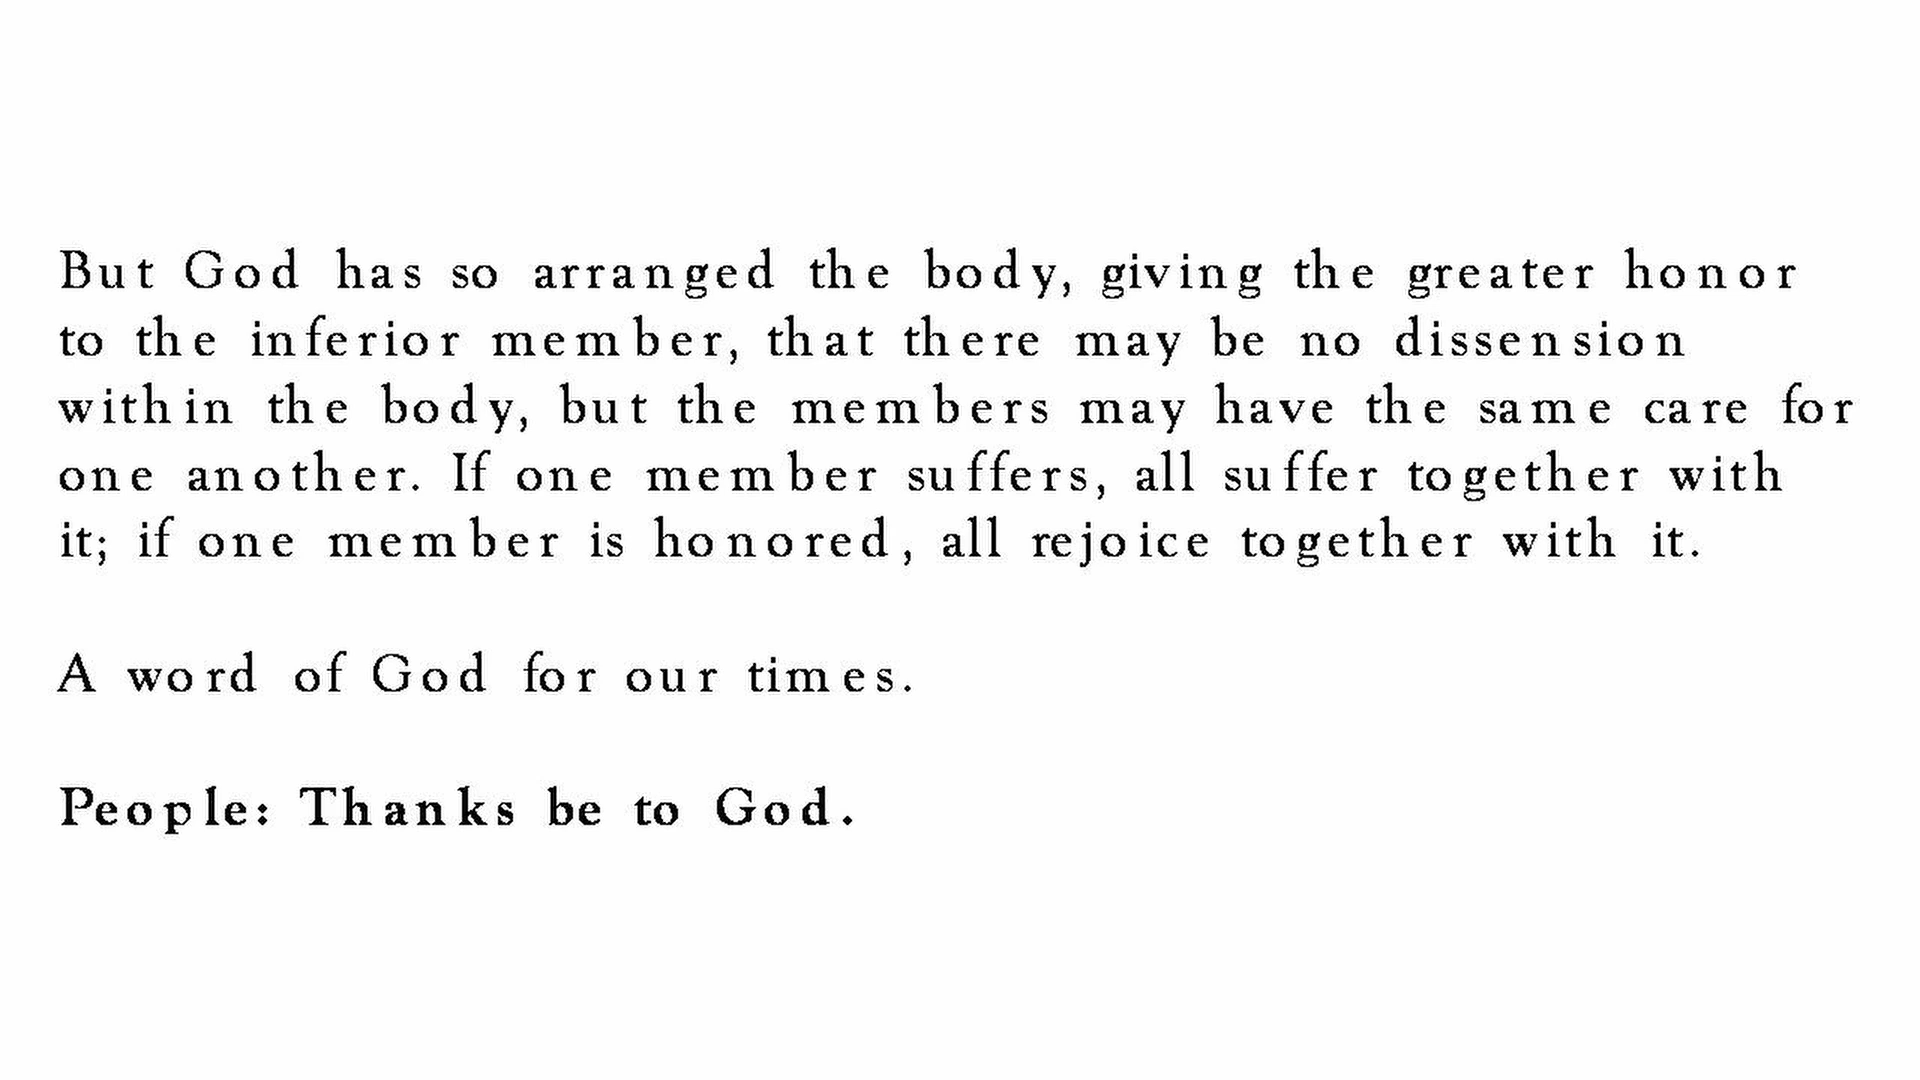 But God has so arranged the body, giving the greater honor
to the inferior member, that there may be no dissension
within the body, but the members may have the same care for
one another. If one member suffers, all suffer together with
it; if one member is honored, all rejoice together with it.
A word of God for our times.
People: Thanks be to God.